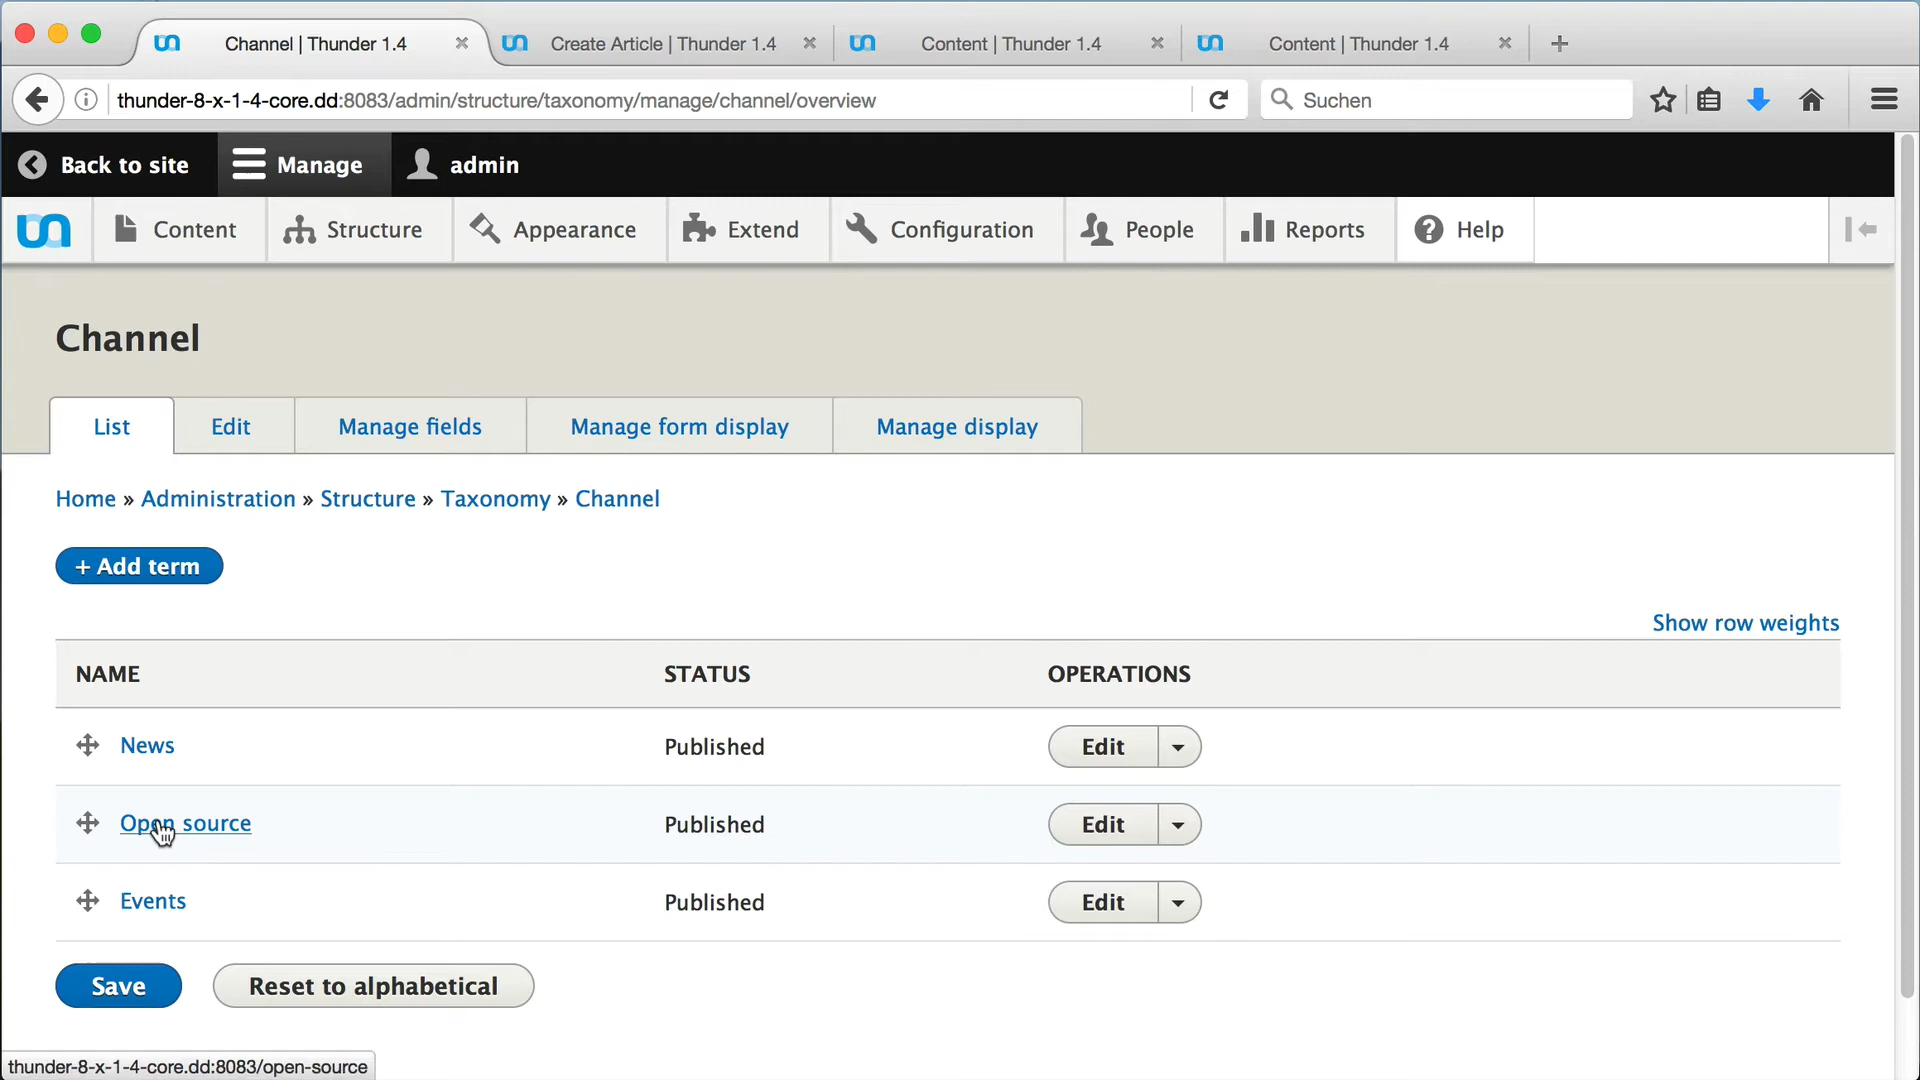 Channel | Thunder 1.4
Create Article | Thunder 1.4
Content | Thunder 1.4
Content | Thunder 1.4
thunder-8-x-1-4-core.dd:8083/admin/structure/taxonomy/manage/channel/overview
Suchen
Back to site
Manage
admin
Content
Structure
Appearance
Extend
Configuration
People
Reports
Help
Channel
List
Edit
Manage fields
Manage form display
Manage display
Home » Administration » Structure » Taxonomy » Channel
+ Add term
Show row weights
NAME STATUS OPERATIONS
News Published Edit
Open source Published Edit
Events Published Edit
Save
Reset to alphabetical
thunder-8-x-1-4-core.dd:8083/open-source